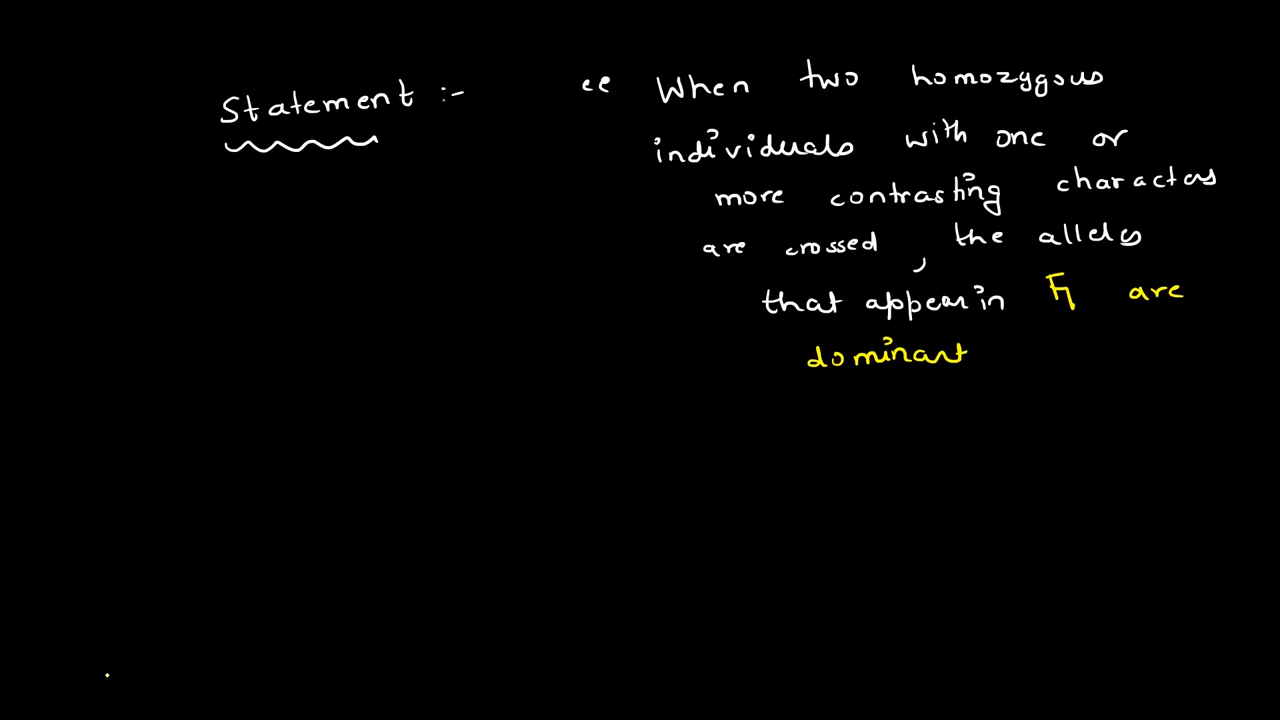 Statement :- “ When two homozygous
individuals with one or
more contrasting characters
are crossed , the alleles
that appear in F1 are
dominant